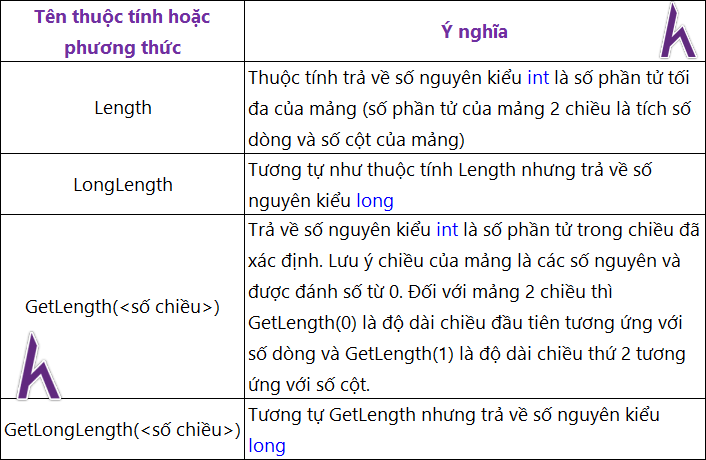 Tên thuộc tính hoặc
phương thức
Ý nghĩa
Length
Thuộc tính trả về số nguyên kiểu int là số phần tử tối
đa của mảng (số phần tử của mảng 2 chiều là tích số
dòng và số cột của mảng)
LongLength
Tương tự như thuộc tính Length nhưng trả về số
nguyên kiểu long
GetLength(<số chiều>)
Trả về số nguyên kiểu int là số phần tử trong chiều đã
xác định. Lưu ý chiều của mảng là các số nguyên và
được đánh số từ 0. Đối với mảng 2 chiều thì
GetLength(0) là độ dài chiều đầu tiên tương ứng với
số dòng và GetLength(1) là độ dài chiều thứ 2 tương
ứng với số cột.
GetLongLength(<số chiều>)
Tương tự GetLength nhưng trả về số nguyên kiểu
long